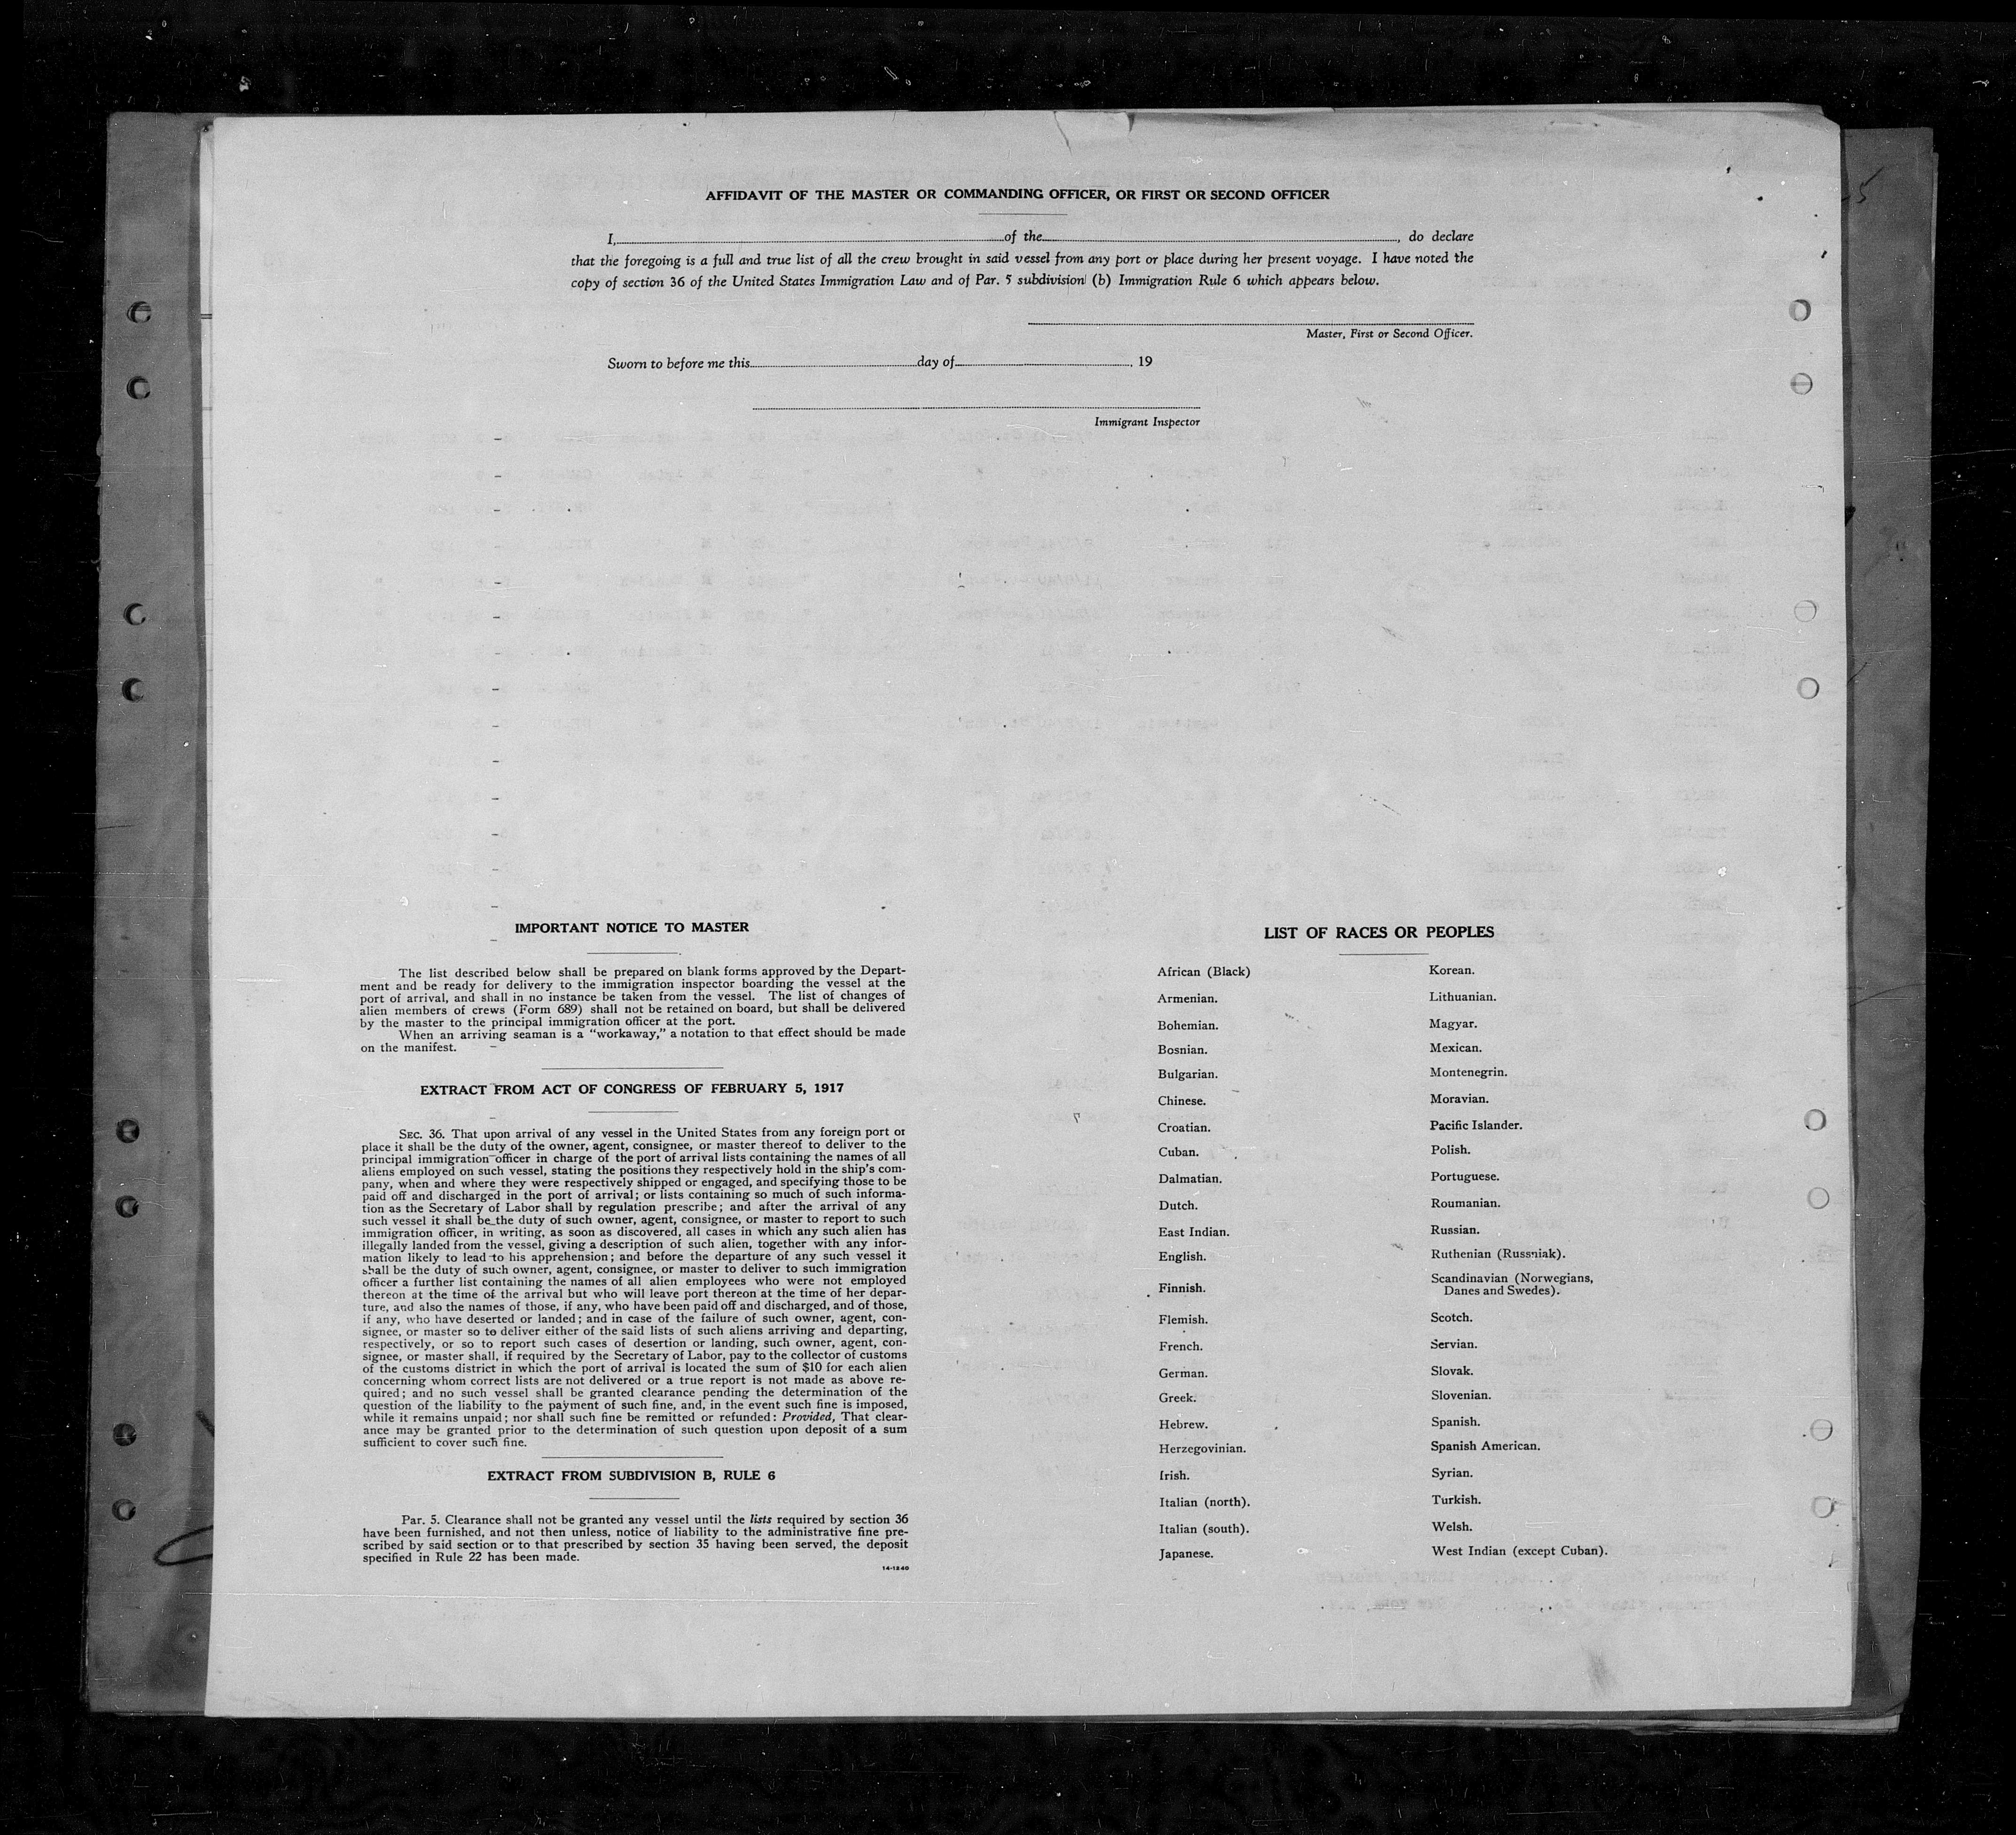 AFFIDAVIT OF THE MASTER OR COMMANDING OFFICER, OR FIRST OR SECOND OFFICER
I, of the , do declare
that the foregoing is a full and true list of all the crew brought in said vessel from any port or place during her present voyage. I have noted the
copy of section 36 of the United States Immigration Law and of Par. 5 subdivision (b) Immigration Rule 6 which appears below.
Master, First or Second Officer.
Sworn to before me this day of , 19
Immigrant Inspector
IMPORTANT NOTICE TO MASTER
The list described below shall be prepared on blank forms approved by the Depart-
ment and be ready for delivery to the immigration inspector boarding the vessel at the
port of arrival, and shall in no instance be taken from the vessel. The list of changes of
alien members of crews (Form 689) shall not be retained on board, but shall be delivered
by the master to the principal immigration officer at the port.
When an arriving seaman is a "workaway," a notation to that effect should be made
on the manifest.
EXTRACT FROM ACT OF CONGRESS OF FEBRUARY 5, 1917
SEC. 36. That upon arrival of any vessel in the United States from any foreign port or
place it shall be the duty of the owner, agent, consignee, or master thereof to deliver to the
principal immigration officer in charge of the port of arrival lists containing the names of all
aliens employed on such vessel, stating the positions they respectively hold in the ship's com-
pany, when and where they were respectively shipped or engaged, and specifying those to be
paid off and discharged in the port of arrival; or lists containing so much of such informa-
tion as the Secretary of Labor shall by regulation prescribe; and after the arrival of any
such vessel it shall be the duty of such owner, agent, consignee, or master to report to such
immigration officer, in writing, as soon as discovered, all cases in which any such alien has
illegally landed from the vessel, giving a description of such alien, together with any infor-
mation likely to lead to his apprehension; and before the departure of any such vessel it
shall be the duty of such owner, agent, consignee, or master to deliver to such immigration
officer a further list containing the names of all alien employees who were not employed
thereon at the time of the arrival but who will leave port thereon at the time of her depar-
ture, and also the names of those, if any, who have been paid off and discharged, and of those,
if any, who have deserted or landed; and in case of the failure of such owner, agent, con-
signee, or master so to deliver either of the said lists of such aliens arriving and departing,
respectively, or so to report such cases of desertion or landing, such owner, agent, con-
signee, or master shall, if required by the Secretary of Labor, pay to the collector of customs
of the customs district in which the port of arrival is located the sum of $10 for each alien
concerning whom correct lists are not delivered or a true report is not made as above re-
quired; and no such vessel shall be granted clearance pending the determination of the
question of the liability to the payment of such fine, and, in the event such fine is imposed,
while it remains unpaid; nor shall such fine be remitted or refunded: Provided, That clear-
ance may be granted prior to the determination of such question upon deposit of a sum
sufficient to cover such fine.
EXTRACT FROM SUBDIVISION B, RULE 6
Par. 5. Clearance shall not be granted any vessel until the lists required by section 36
have been furnished, and not then unless, notice of liability to the administrative fine pre-
scribed by said section or to that prescribed by section 35 having been served, the deposit
specified in Rule 22 has been made.
14-1240
LIST OF RACES OR PEOPLES
African (Black)
Armenian.
Bohemian.
Bosnian.
Bulgarian.
Chinese.
Croatian.
Cuban.
Dalmatian.
Dutch.
East Indian.
English.
Finnish.
Flemish.
French.
German.
Greek.
Hebrew.
Herzegovinian.
Irish.
Italian (north).
Italian (south).
Japanese.
Korean.
Lithuanian.
Magyar.
Mexican.
Montenegrin.
Moravian.
Pacific Islander.
Polish.
Portuguese.
Roumanian.
Russian.
Ruthenian (Russniak).
Scandinavian (Norwegians,
Danes and Swedes).
Scotch.
Servian.
Slovak.
Slovenian.
Spanish.
Spanish American.
Syrian.
Turkish.
Welsh.
West Indian (except Cuban).